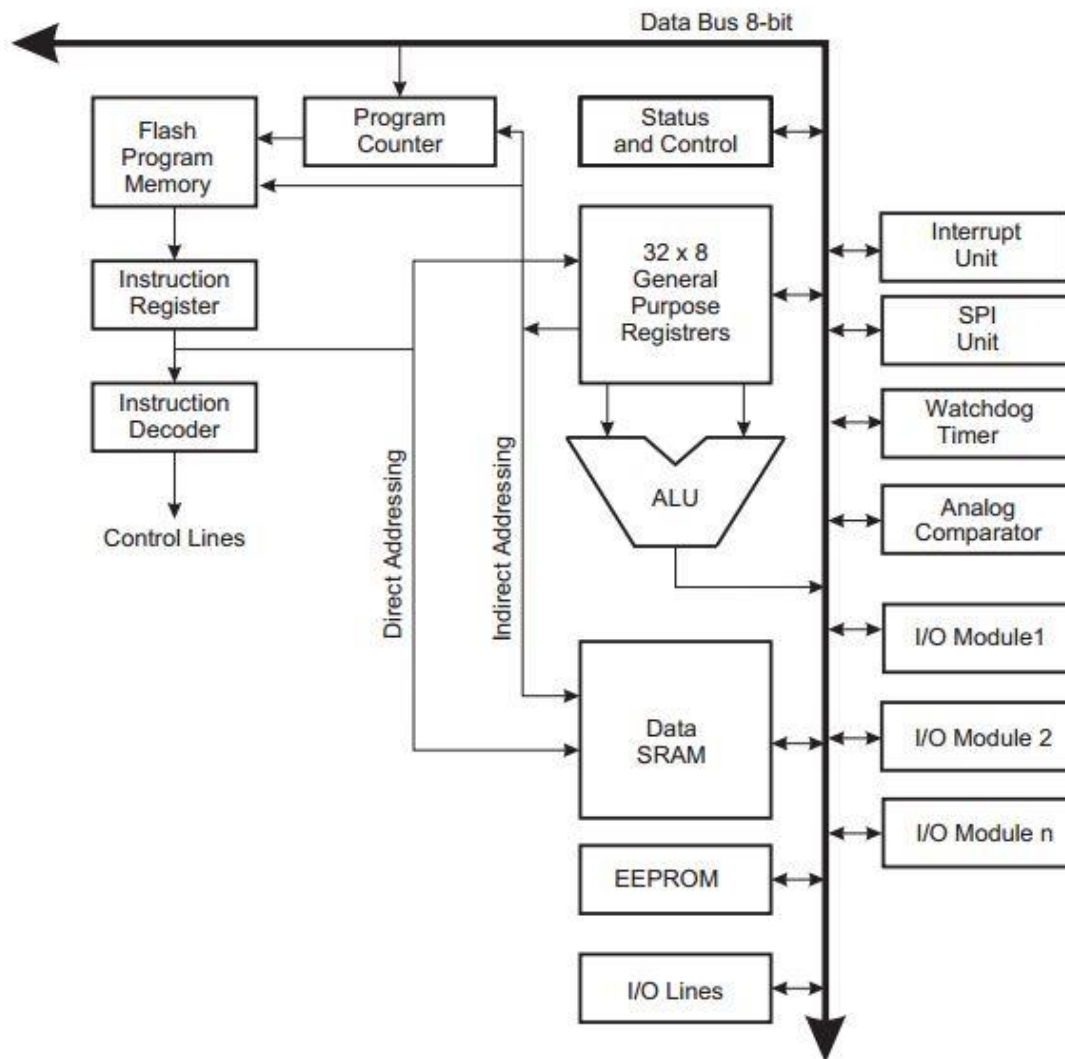 Data Bus 8-bit
Flash
Program
Memory
Program
Counter
Status
and Control
Instruction
Register
32 x 8
General
Purpose
Registrers
Interrupt
Unit
SPI
Unit
Instruction
Decoder
Watchdog
Timer
Control Lines
Direct Addressing
Indirect Addressing
ALU
Analog
Comparator
I/O Module1
Data
SRAM
I/O Module 2
I/O Module n
EEPROM
I/O Lines